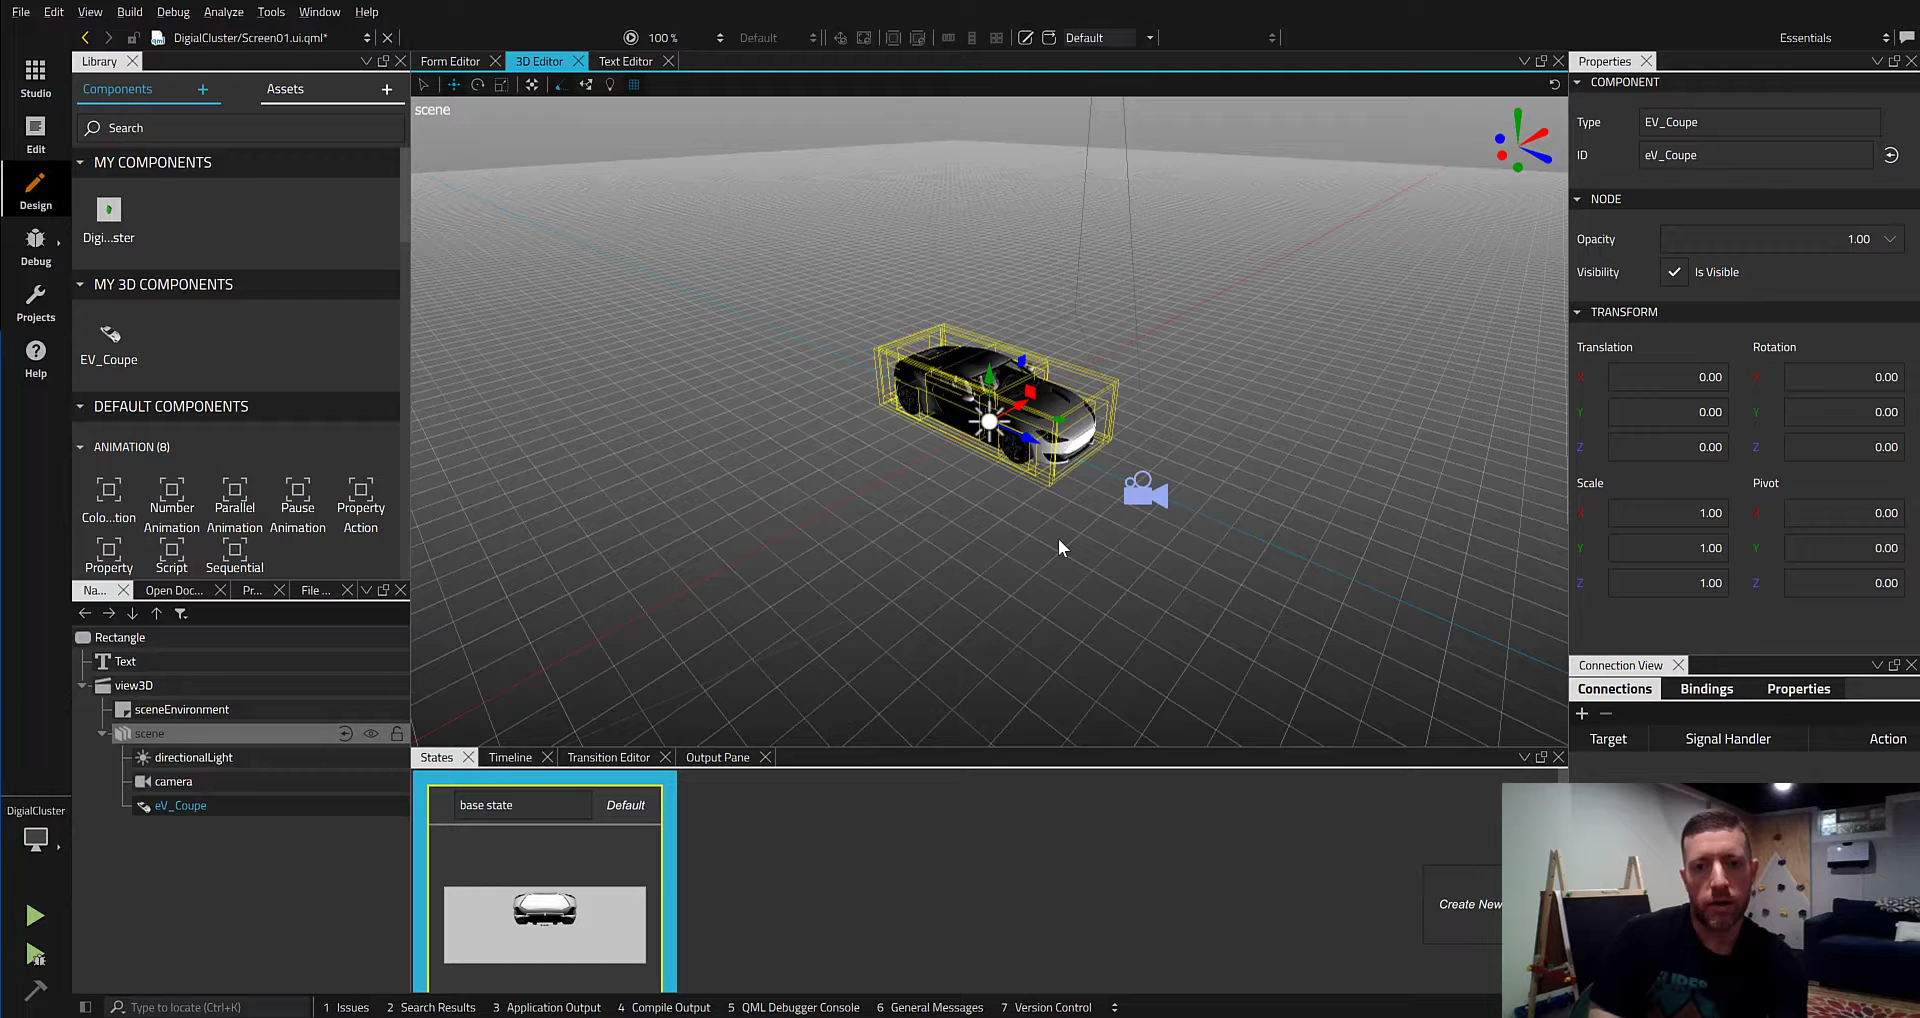 File Edit View Build Debug Analyze Tools Window Help
DigialCluster/Screen01.ui.qml*
100 %
Default
Default
Essentials
Studio
Edit
Design
Debug
Projects
Help
DigialCluster
Library
Components
+
Assets
+
Search
MY COMPONENTS
Digi...ster
MY 3D COMPONENTS
EV_Coupe
DEFAULT COMPONENTS
ANIMATION (8)
Colo...tion
Number Animation
Parallel Animation
Pause Animation
Property Action
Property
Script
Sequential
Na...
Open Doc...
Pr...
File ...
Rectangle
Text
view3D
sceneEnvironment
scene
directionalLight
camera
eV_Coupe
Form Editor
3D Editor
Text Editor
scene
States
Timeline
Transition Editor
Output Pane
base state
Default
Create New
Properties
COMPONENT
Type EV_Coupe
ID eV_Coupe
NODE
Opacity 1.00
Visibility Is Visible
TRANSFORM
Translation Rotation
X 0.00 X 0.00
Y 0.00 Y 0.00
Z 0.00 Z 0.00
Scale Pivot
X 1.00 X 0.00
Y 1.00 Y 0.00
Z 1.00 Z 0.00
Connection View
Connections Bindings Properties
+ −
Target Signal Handler Action
Type to locate (Ctrl+K)
1 Issues 2 Search Results 3 Application Output 4 Compile Output 5 QML Debugger Console 6 General Messages 7 Version Control